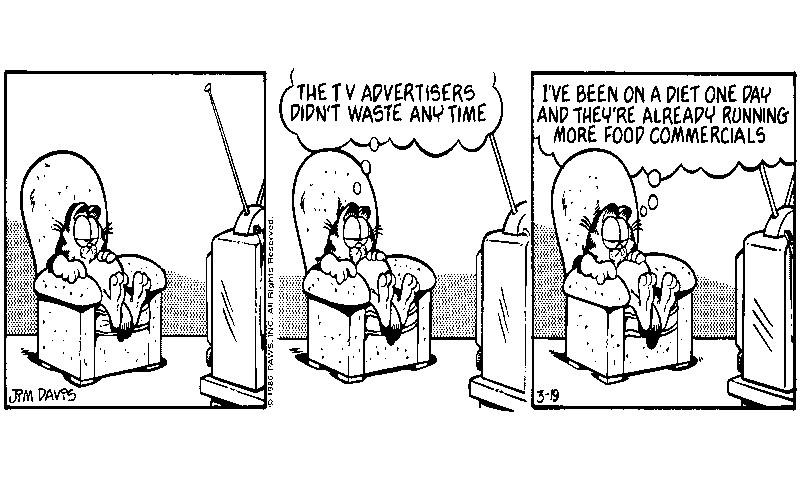 JIM DAVIS
© 1986 PAWS, INC. All Rights Reserved.
THE TV ADVERTISERS
DIDN'T WASTE ANY TIME
I'VE BEEN ON A DIET ONE DAY
AND THEY'RE ALREADY RUNNING
MORE FOOD COMMERCIALS
3-19